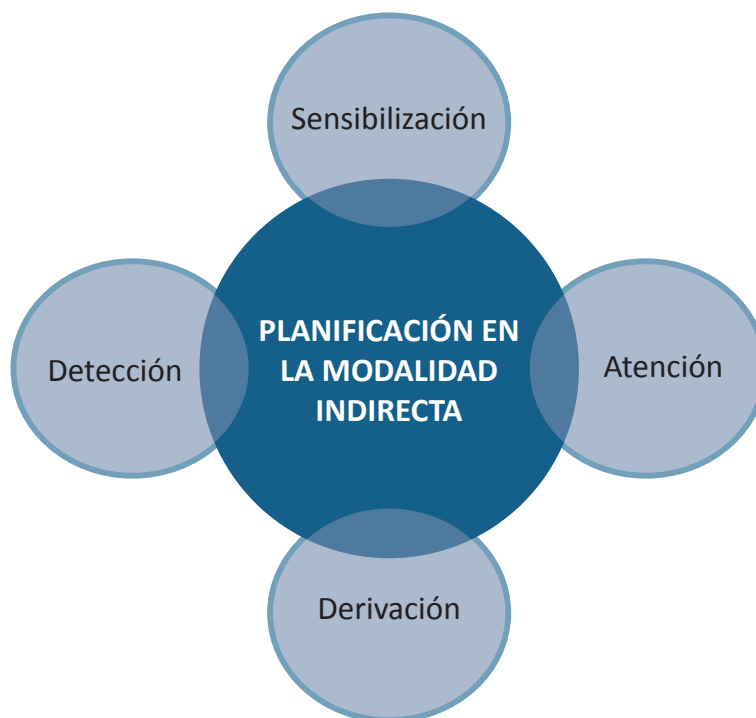 Sensibilización
Detección
PLANIFICACIÓN EN
LA MODALIDAD
INDIRECTA
Atención
Derivación